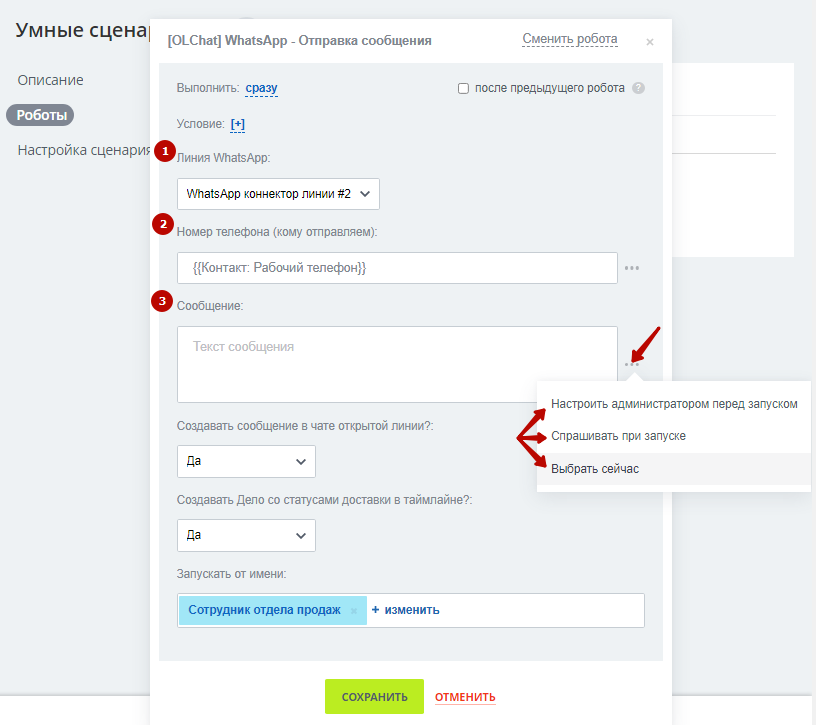 Умные сценар
[OLChat] WhatsApp - Отправка сообщения
Сменить робота
×
Описание
Роботы
Настройка сценария
Выполнить: сразу
после предыдущего робота ?
Условие: [+]
1
Линия WhatsApp:
WhatsApp коннектор линии #2
2
Номер телефона (кому отправляем):
{{Контакт: Рабочий телефон}}
...
3
Сообщение:
Текст сообщения
...
Настроить администратором перед запуском
Спрашивать при запуске
Выбрать сейчас
Создавать сообщение в чате открытой линии?:
Да
Создавать Дело со статусами доставки в таймлайне?:
Да
Запускать от имени:
Сотрудник отдела продаж × + изменить
СОХРАНИТЬ
ОТМЕНИТЬ